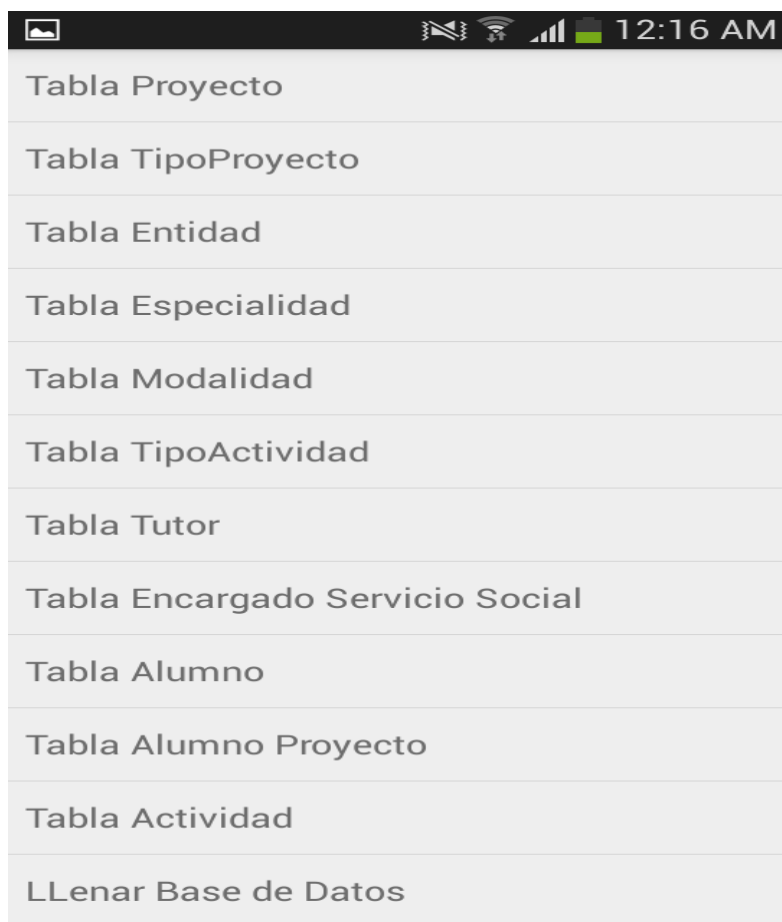 12:16 AM
Tabla Proyecto
Tabla TipoProyecto
Tabla Entidad
Tabla Especialidad
Tabla Modalidad
Tabla TipoActividad
Tabla Tutor
Tabla Encargado Servicio Social
Tabla Alumno
Tabla Alumno Proyecto
Tabla Actividad
LLenar Base de Datos